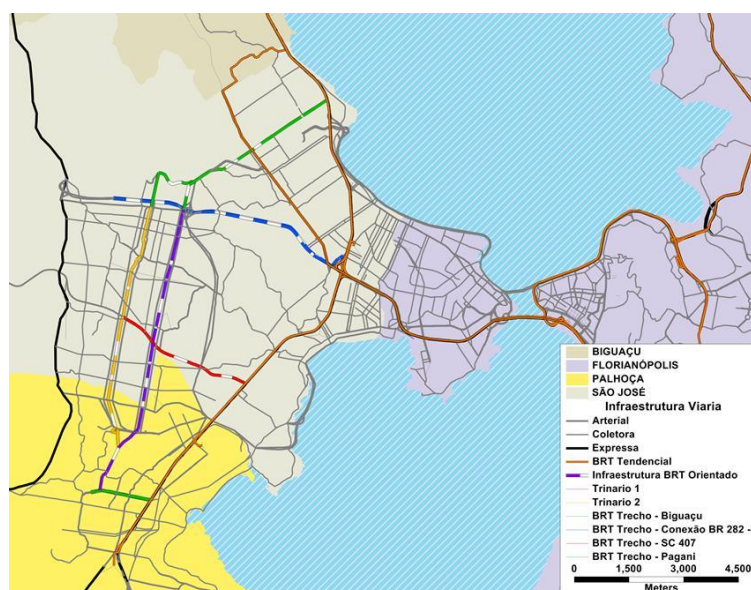 BIGUAÇU
FLORIANÓPOLIS
PALHOÇA
SÃO JOSÉ
Infraestrutura Viaria
Arterial
Coletora
Expressa
BRT Tendencial
Infraestrutura BRT Orientado
Trinario 1
Trinario 2
BRT Trecho - Biguaçu
BRT Trecho - Conexão BR 282 -
BRT Trecho - SC 407
BRT Trecho - Pagani
0 1,500 3,000 4,500
Meters